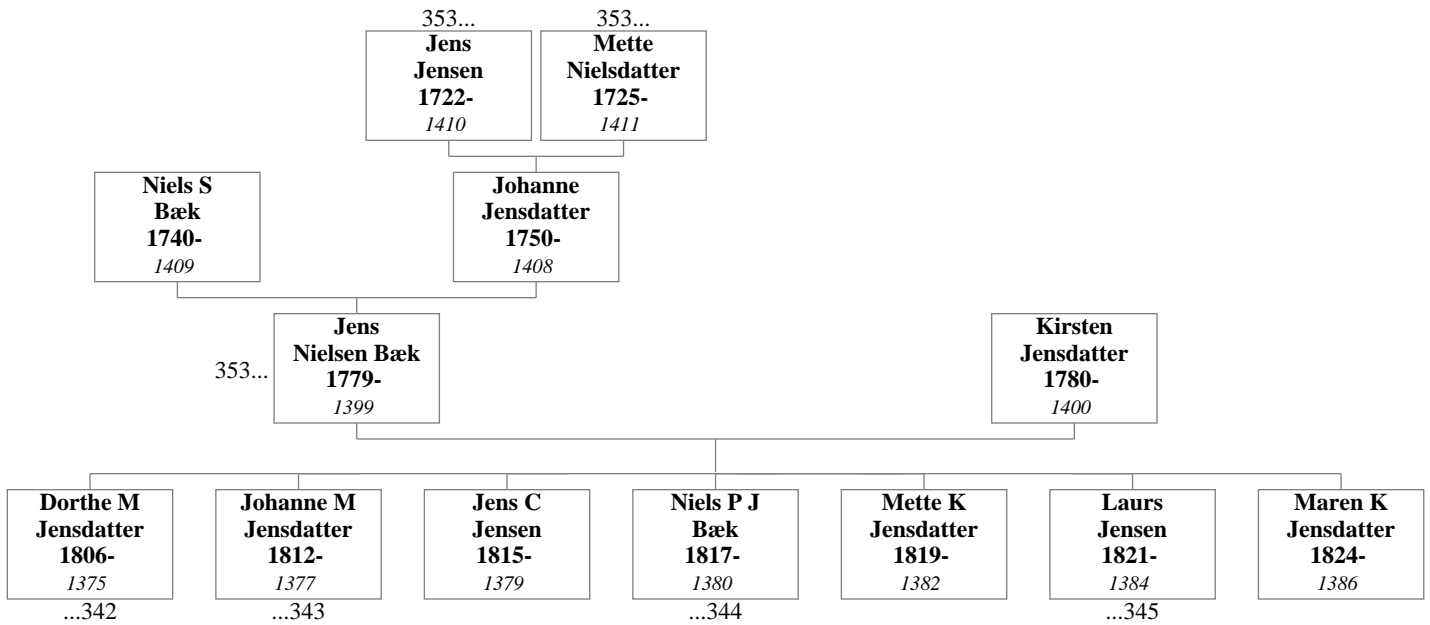 353...
Jens
Jensen
1722-
1410
353...
Mette
Nielsdatter
1725-
1411
Niels S
Bæk
1740-
1409
Johanne
Jensdatter
1750-
1408
353...
Jens
Nielsen Bæk
1779-
1399
Kirsten
Jensdatter
1780-
1400
Dorthe M
Jensdatter
1806-
1375
...342
Johanne M
Jensdatter
1812-
1377
...343
Jens C
Jensen
1815-
1379
Niels P J
Bæk
1817-
1380
...344
Mette K
Jensdatter
1819-
1382
Laurs
Jensen
1821-
1384
...345
Maren K
Jensdatter
1824-
1386